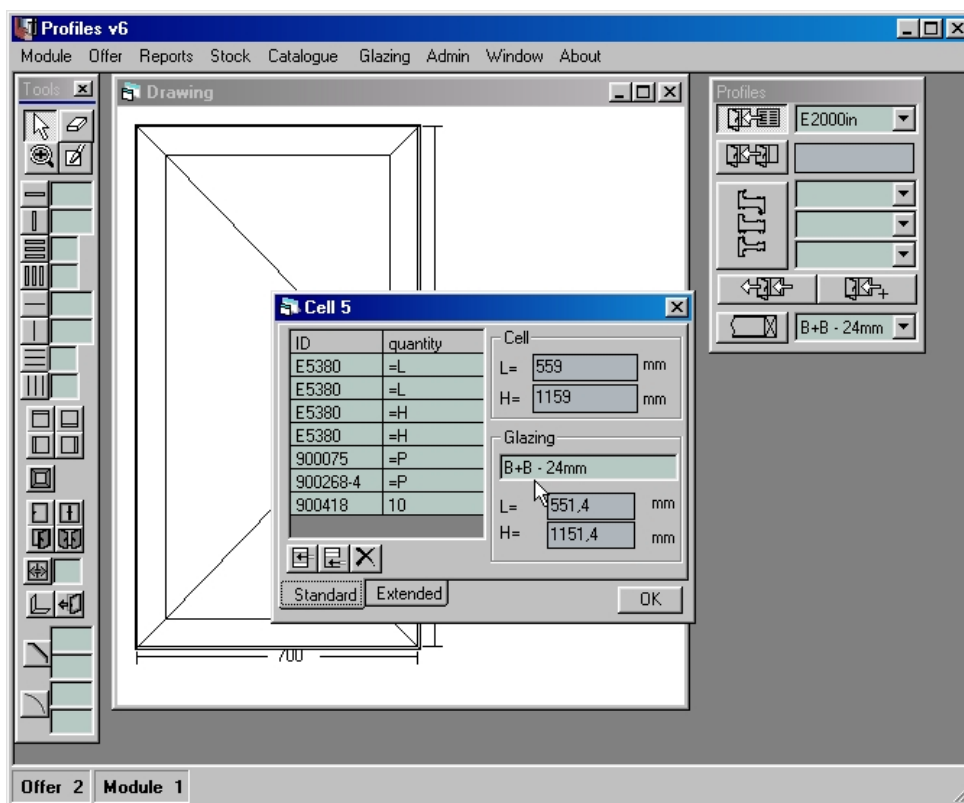 Profiles v6
Module Offer Reports Stock Catalogue Glazing Admin Window About
Tools
Drawing
700
Profiles
E2000in
B+B - 24mm
Cell 5
ID quantity
E5380 =L
E5380 =L
E5380 =H
E5380 =H
900075 =P
900268-4 =P
900418 10
Cell
L= 559 mm
H= 1159 mm
Glazing
B+B - 24mm
L= 551,4 mm
H= 1151,4 mm
Standard Extended
OK
Offer 2 Module 1